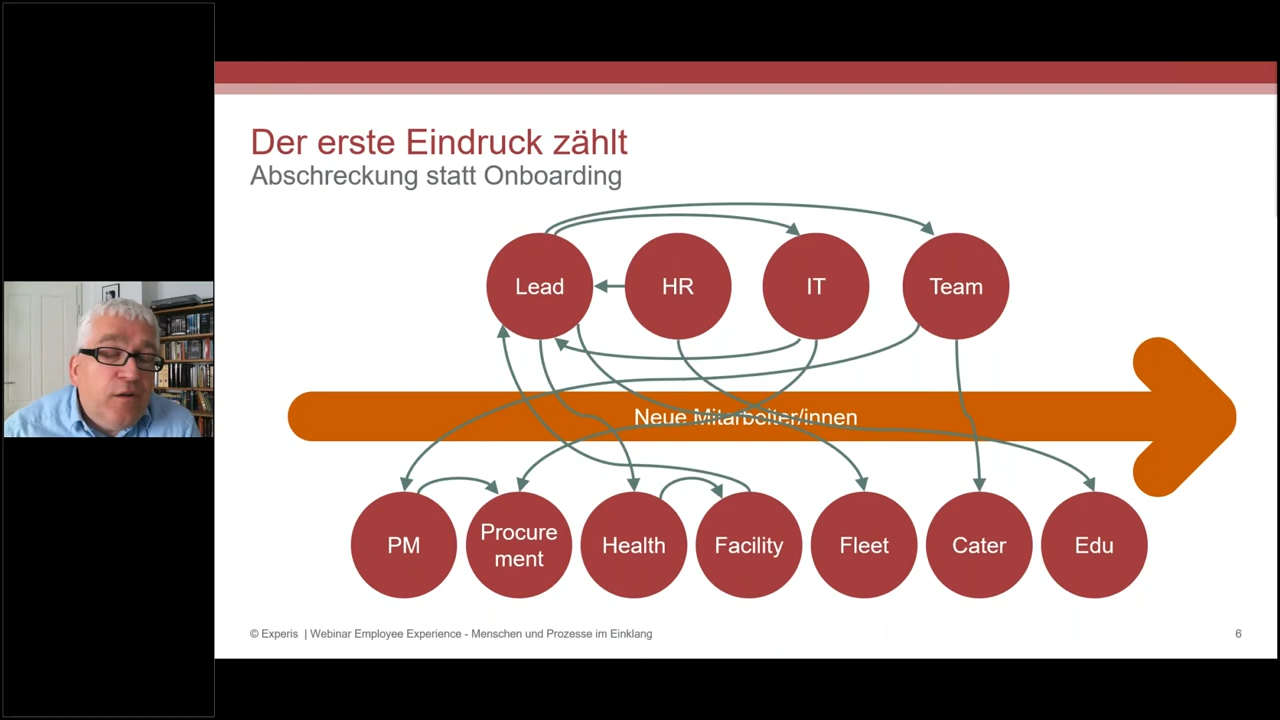 Der erste Eindruck zählt
Abschreckung statt Onboarding
Lead
HR
IT
Team
Neue Mitarbeiter/innen
PM
Procure
ment
Health
Facility
Fleet
Cater
Edu
© Experis | Webinar Employee Experience - Menschen und Prozesse im Einklang
6